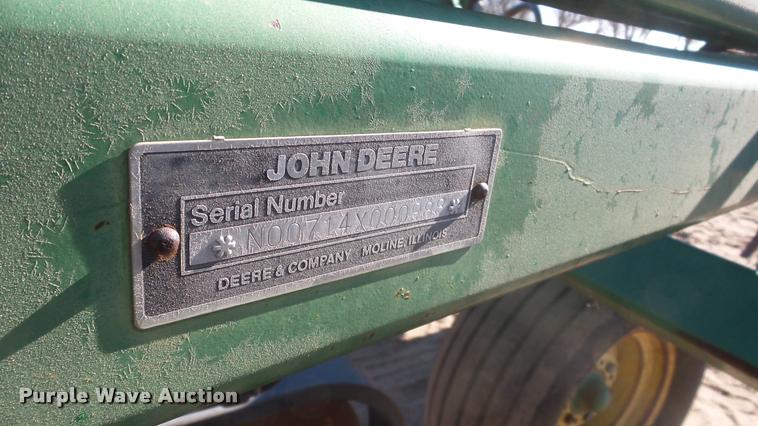 JOHN DEERE
Serial Number
DEERE & COMPANY MOLINE, ILLINOIS
Purple Wave Auction